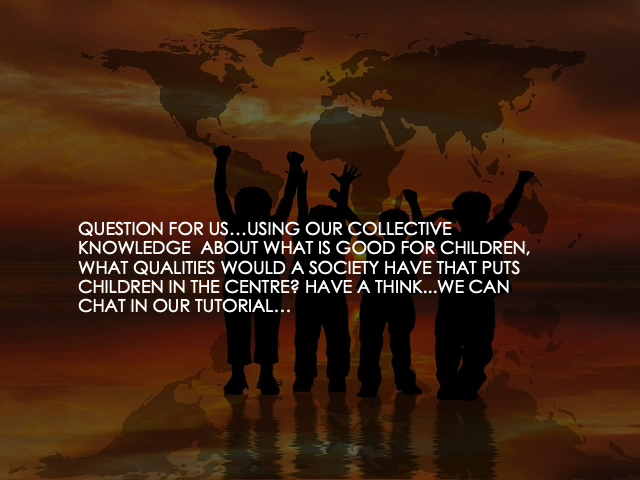 QUESTION FOR US...USING OUR COLLECTIVE
KNOWLEDGE  ABOUT WHAT IS GOOD FOR CHILDREN,
WHAT QUALITIES WOULD A SOCIETY HAVE THAT PUTS
CHILDREN IN THE CENTRE? HAVE A THINK...WE CAN
CHAT IN OUR TUTORIAL...